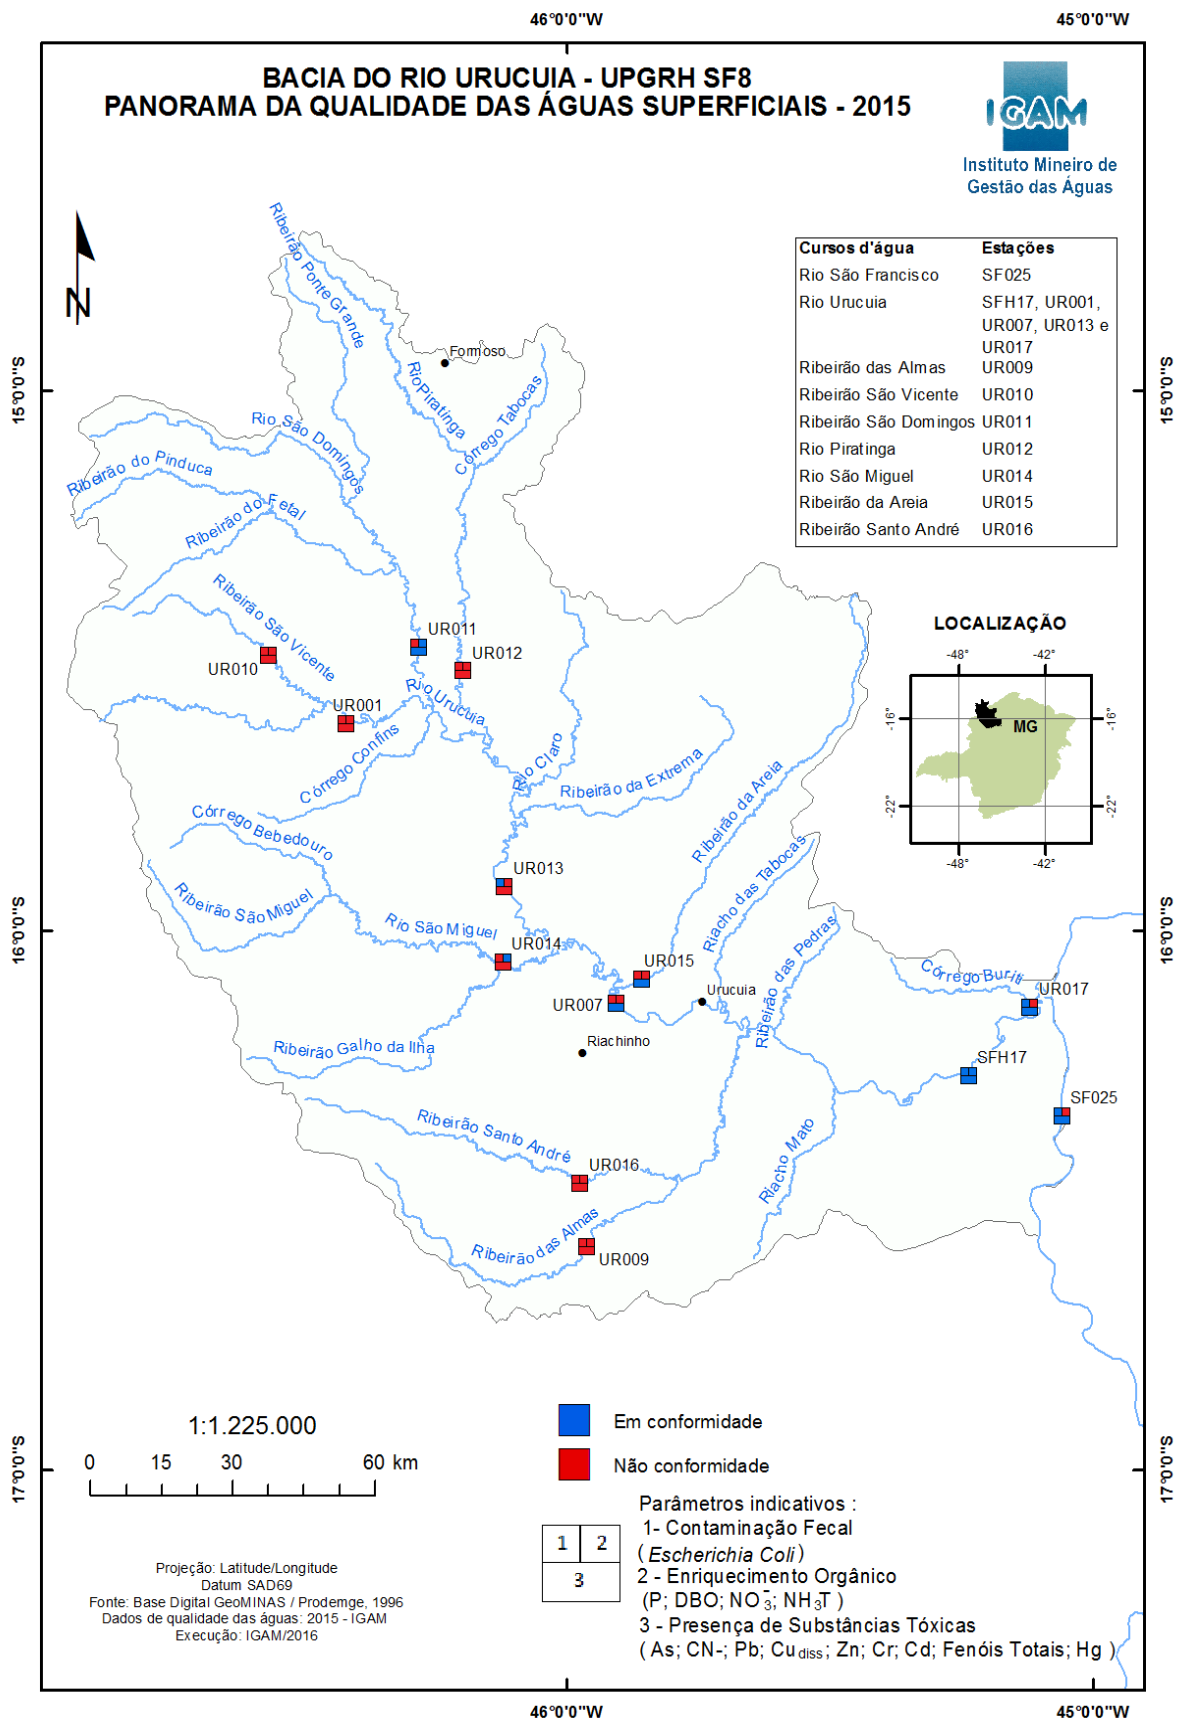 46°0'0"W
45°0'0"W
BACIA DO RIO URUCUIA - UPGRH SF8
PANORAMA DA QUALIDADE DAS ÁGUAS SUPERFICIAIS - 2015
IGAM
Instituto Mineiro de
Gestão das Águas
N
Cursos d'água Estações
Rio São Francisco SF025
Rio Urucuia SFH17, UR001,
UR007, UR013 e
UR017
Ribeirão das Almas UR009
Ribeirão São Vicente UR010
Ribeirão São Domingos UR011
Rio Piratinga UR012
Rio São Miguel UR014
Ribeirão da Areia UR015
Ribeirão Santo André UR016
15°0'0"S
15°0'0"S
Ribeirão Ponte Grande
Formoso
Rio Piratinga
Córrego Tabocas
Rio São Domingos
Ribeirão do Pinduca
Ribeirão do Fetal
Ribeirão São Vicente
UR011
UR012
UR010
UR001
Rio Urucuia
Córrego Confins
Rio Claro
Ribeirão da Extrema
Ribeirão da Areia
LOCALIZAÇÃO
-48° -42°
-16° -16°
MG
-22° -22°
-48° -42°
Córrego Bebedouro
Ribeirão São Miguel
UR013
Riacho das Tabocas
Rio São Miguel
UR014
16°0'0"S
16°0'0"S
Ribeirão das Pedras
UR015
Córrego Buriti
UR017
UR007
Urucuia
Riachinho
Ribeirão Galho da Ilha
SFH17
SF025
Ribeirão Santo André
UR016
Riacho Mato
Ribeirão das Almas
UR009
1:1.225.000
0 15 30 60 km
Em conformidade
Não conformidade
17°0'0"S
17°0'0"S
Parâmetros indicativos :
1 2
3
1- Contaminação Fecal
(Escherichia Coli)
2 - Enriquecimento Orgânico
(P; DBO; NO3-; NH3T )
3 - Presença de Substâncias Tóxicas
( As; CN-; Pb; Cu diss; Zn; Cr; Cd; Fenóis Totais; Hg )
Projeção: Latitude/Longitude
Datum SAD69
Fonte: Base Digital GeoMINAS / Prodemge, 1996
Dados de qualidade das águas: 2015 - IGAM
Execução: IGAM/2016
46°0'0"W
45°0'0"W